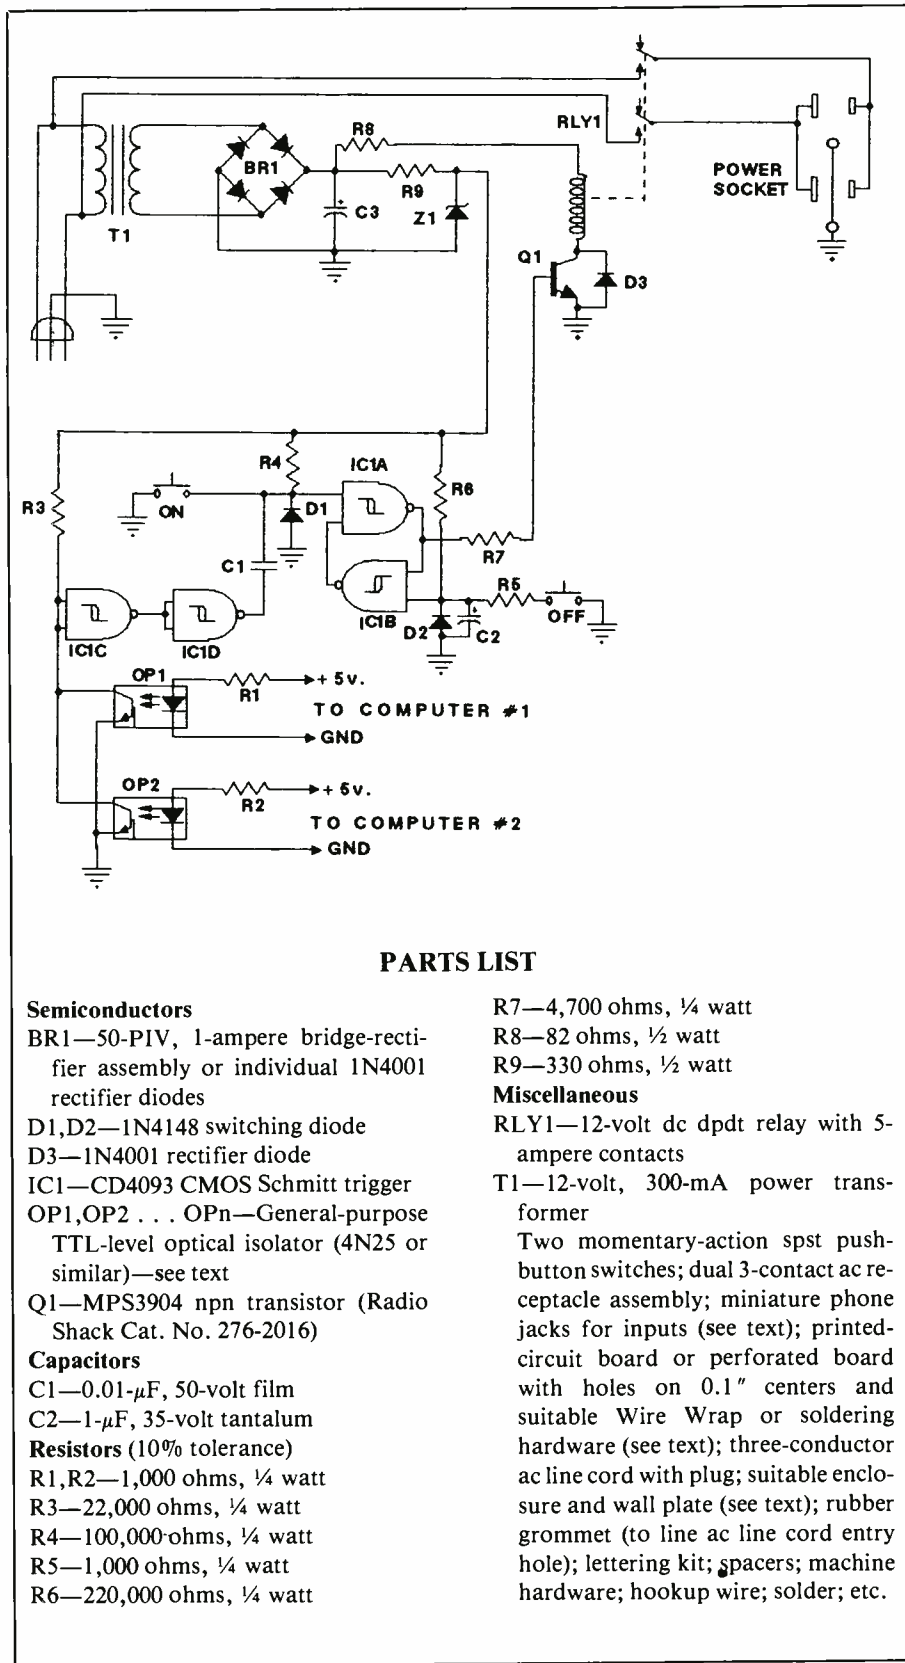 R8
RLY1
BR1
R9
POWER
SOCKET
C3
Z1
T1
Q1
D3
R4
IC1A
R6
R3
ON
D1
C1
R7
R5
IC1B
D2
C2
OFF
IC1C
IC1D
OP1
R1
+ 5v.
TO COMPUTER #1
GND
OP2
R2
+ 5v.
TO COMPUTER #2
GND
PARTS LIST
Semiconductors
BR1—50-PIV, 1-ampere bridge-recti-
fier assembly or individual 1N4001
rectifier diodes
D1,D2—1N4148 switching diode
D3—1N4001 rectifier diode
IC1—CD4093 CMOS Schmitt trigger
OP1,OP2 . . . OPn—General-purpose
TTL-level optical isolator (4N25 or
similar)—see text
Q1—MPS3904 npn transistor (Radio
Shack Cat. No. 276-2016)
Capacitors
C1—0.01-μF, 50-volt film
C2—1-μF, 35-volt tantalum
Resistors (10% tolerance)
R1,R2—1,000 ohms, ¼ watt
R3—22,000 ohms, ¼ watt
R4—100,000 ohms, ¼ watt
R5—1,000 ohms, ¼ watt
R6—220,000 ohms, ¼ watt
R7—4,700 ohms, ¼ watt
R8—82 ohms, ½ watt
R9—330 ohms, ½ watt
Miscellaneous
RLY1—12-volt dc dpdt relay with 5-
ampere contacts
T1—12-volt, 300-mA power trans-
former
Two momentary-action spst push-
button switches; dual 3-contact ac re-
ceptacle assembly; miniature phone
jacks for inputs (see text); printed-
circuit board or perforated board
with holes on 0.1" centers and
suitable Wire Wrap or soldering
hardware (see text); three-conductor
ac line cord with plug; suitable enclo-
sure and wall plate (see text); rubber
grommet (to line ac line cord entry
hole); lettering kit; spacers; machine
hardware; hookup wire; solder; etc.